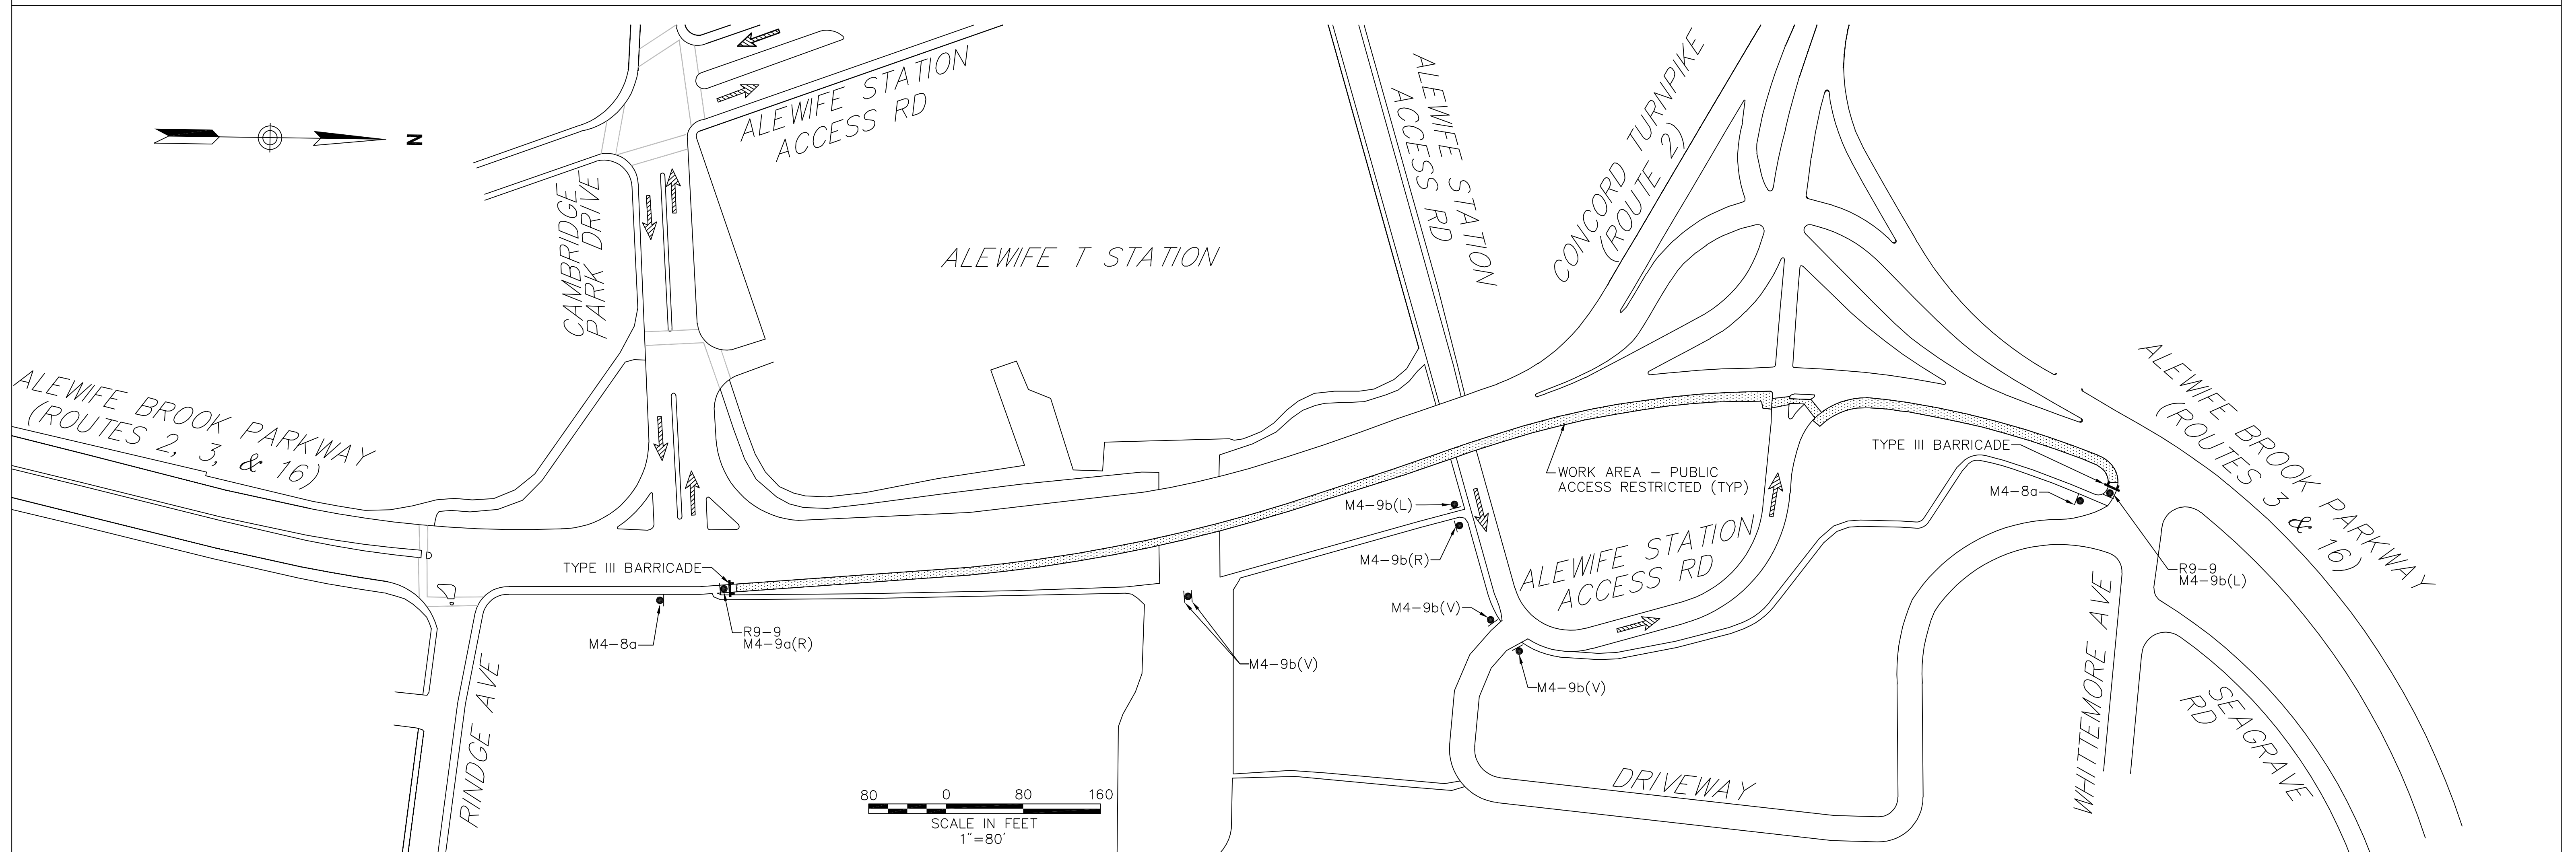 ALEWIFE STATION
ACCESS RD
ALEWIFE STATION
ACCESS RD
CONCORD TURNPIKE
(ROUTE 2)
N
CAMBRIDGE
PARK DRIVE
ALEWIFE T STATION
ALEWIFE BROOK PARKWAY
(ROUTES 2, 3, & 16)
ALEWIFE BROOK PARKWAY
(ROUTES 3 & 16)
TYPE III BARRICADE
WORK AREA – PUBLIC
ACCESS RESTRICTED (TYP)
M4-8a
M4-9b(L)
M4-9b(R)
ALEWIFE STATION
ACCESS RD
TYPE III BARRICADE
R9-9
M4-9b(L)
M4-9b(V)
R9-9
M4-9a(R)
M4-8a
M4-9b(V)
M4-9b(V)
RINDGE AVE
WHITTEMORE AVE
SEAGRAVE
RD
DRIVEWAY
80 0 80 160
SCALE IN FEET
1"=80'